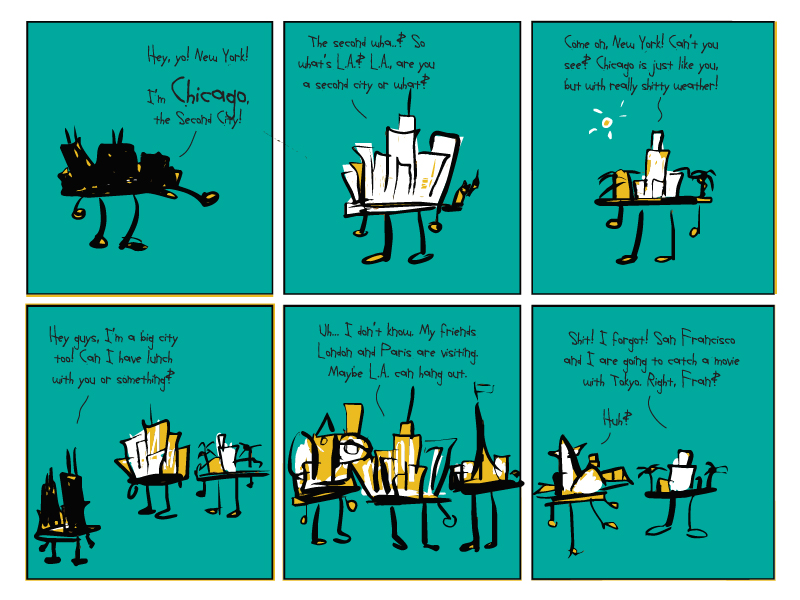 Hey, yo! New York!
I'm Chicago,
the Second City!
The second wha..? So
what's L.A.? L.A., are you
a second city or what?
Come on, New York! Can't you
see? Chicago is just like you,
but with really shitty weather!
Hey guys, I'm a big city
too! Can I have lunch
with you or something?
Uh... I don't know. My friends
London and Paris are visiting.
Maybe L.A. can hang out.
Shit! I forgot! San Francisco
and I are going to catch a movie
with Tokyo. Right, Fran?
Huh?